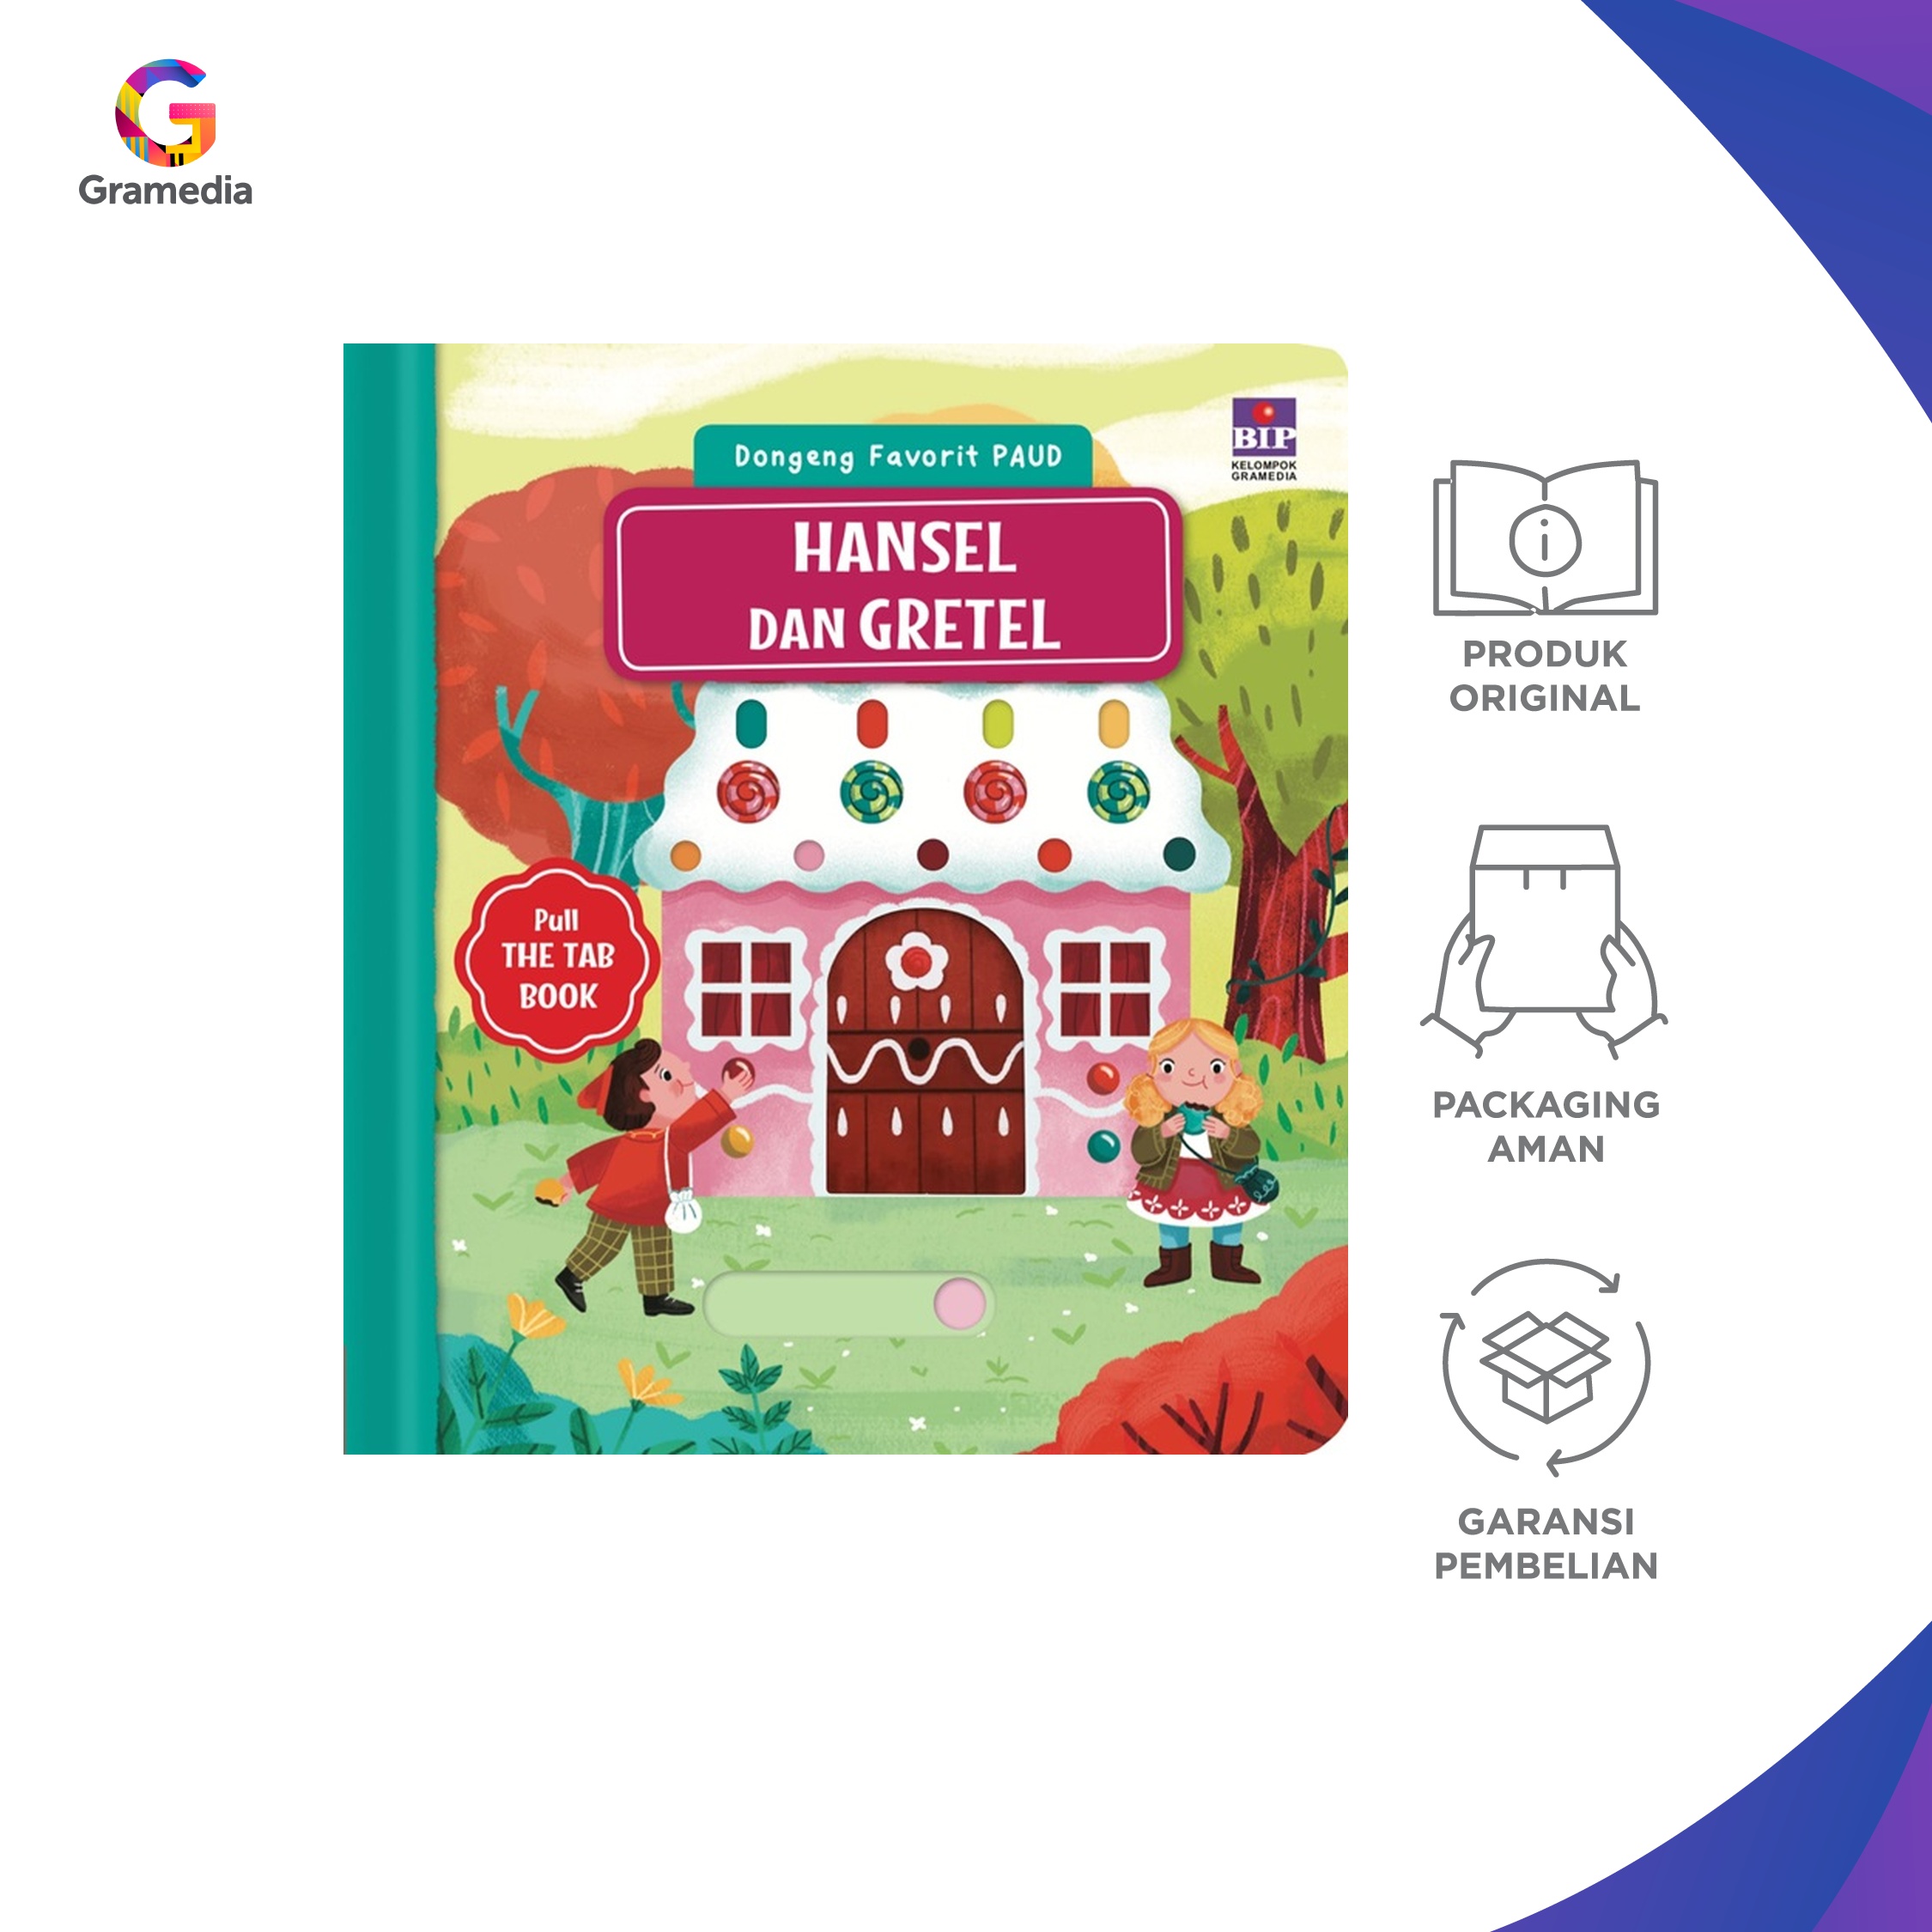 Gramedia
Dongeng Favorit PAUD
BIP
KELOMPOK
GRAMEDIA
HANSEL
DAN GRETEL
Pull
THE TAB
BOOK
PRODUK
ORIGINAL
PACKAGING
AMAN
GARANSI
PEMBELIAN